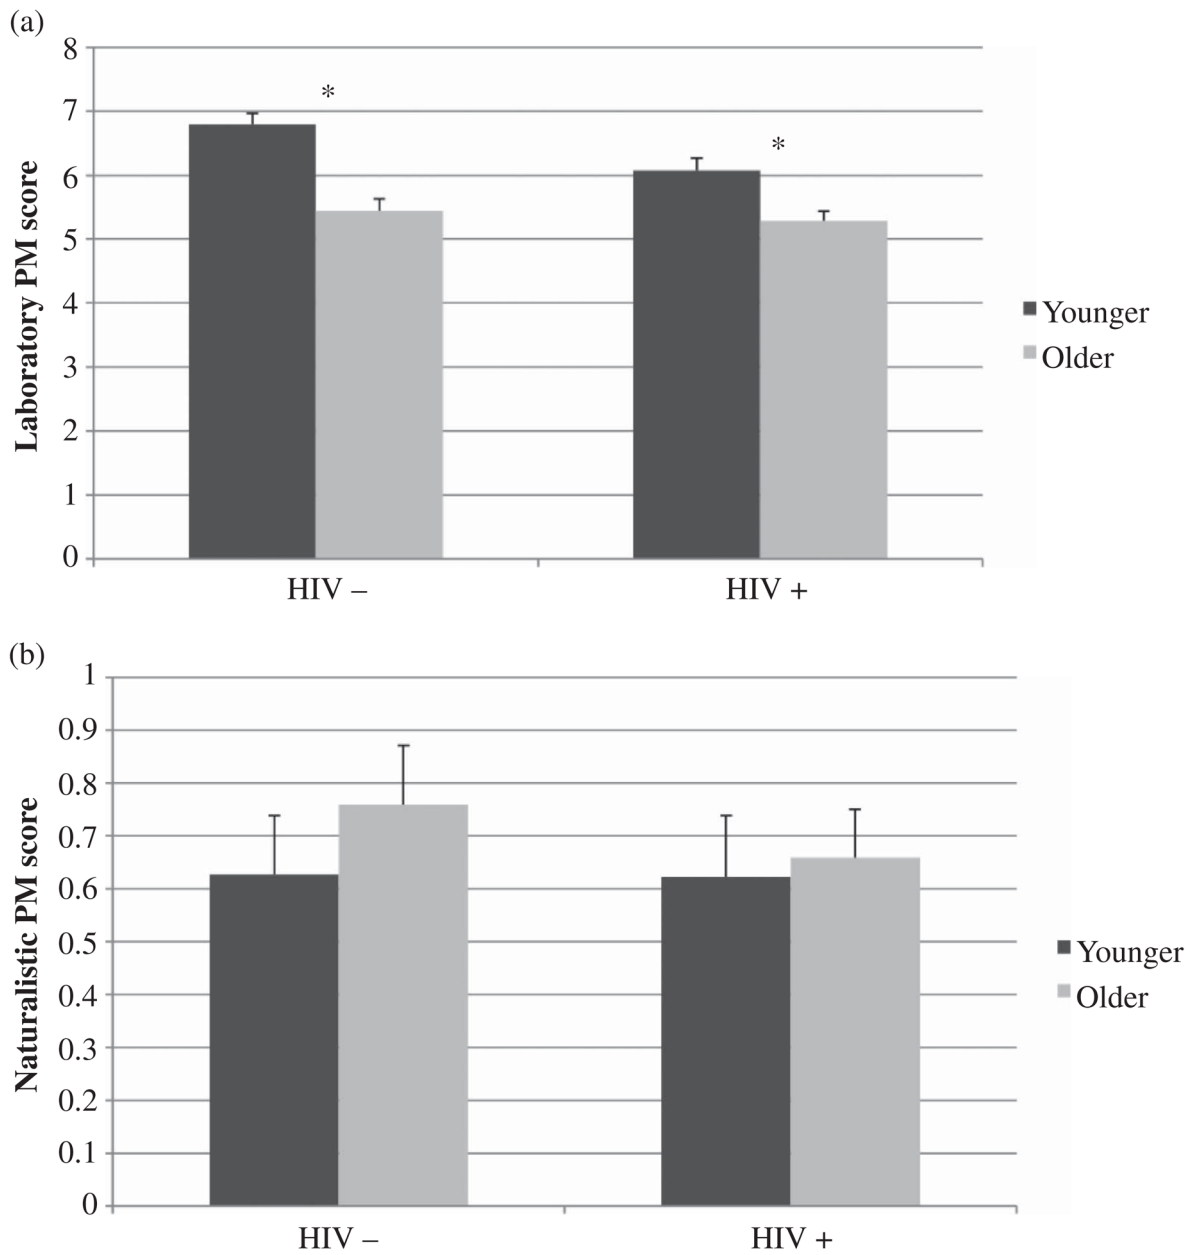 (a)
8
7
6
5
4
3
2
1
0
Laboratory PM score
*
*
HIV –
HIV +
Younger
Older
(b)
1
0.9
0.8
0.7
0.6
0.5
0.4
0.3
0.2
0.1
0
Naturalistic PM score
HIV –
HIV +
Younger
Older